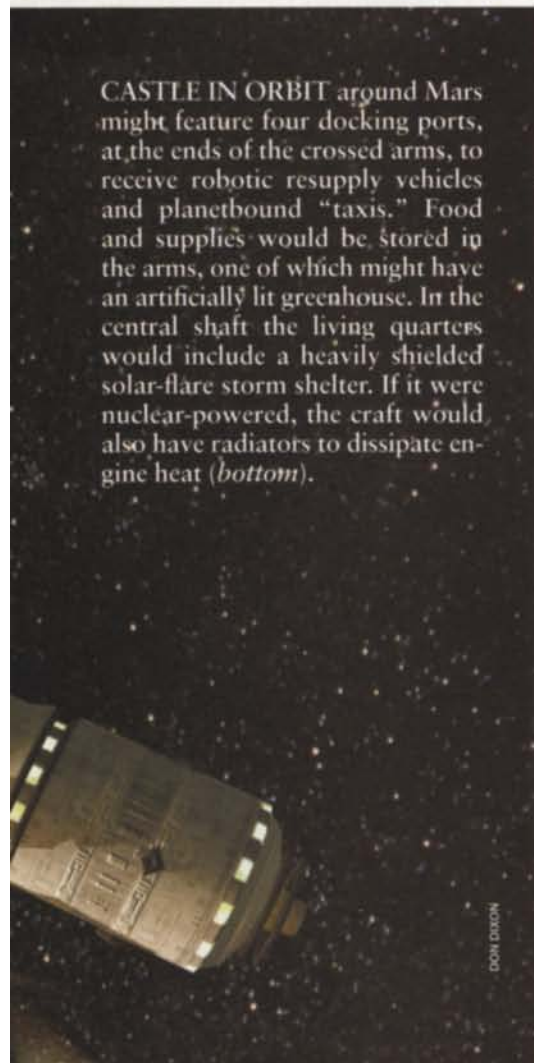 CASTLE IN ORBIT around Mars
might feature four docking ports,
at the ends of the crossed arms, to
receive robotic resupply vehicles
and planetbound “taxis.” Food
and supplies would be stored in
the arms, one of which might have
an artificially lit greenhouse. In the
central shaft the living quarters
would include a heavily shielded
solar-flare storm shelter. If it were
nuclear-powered, the craft would
also have radiators to dissipate en-
gine heat (bottom).
DON DIXON